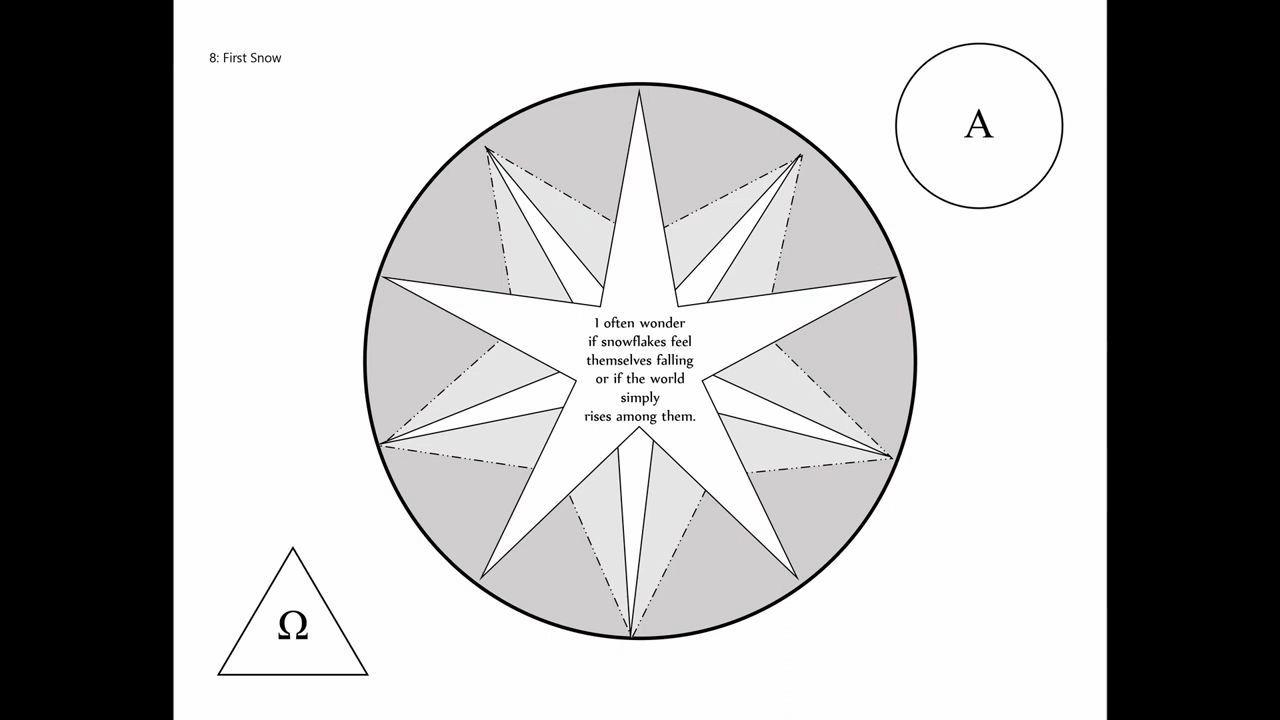 8: First Snow
A
I often wonder
if snowflakes feel
themselves falling
or if the world
simply
rises among them.
Ω